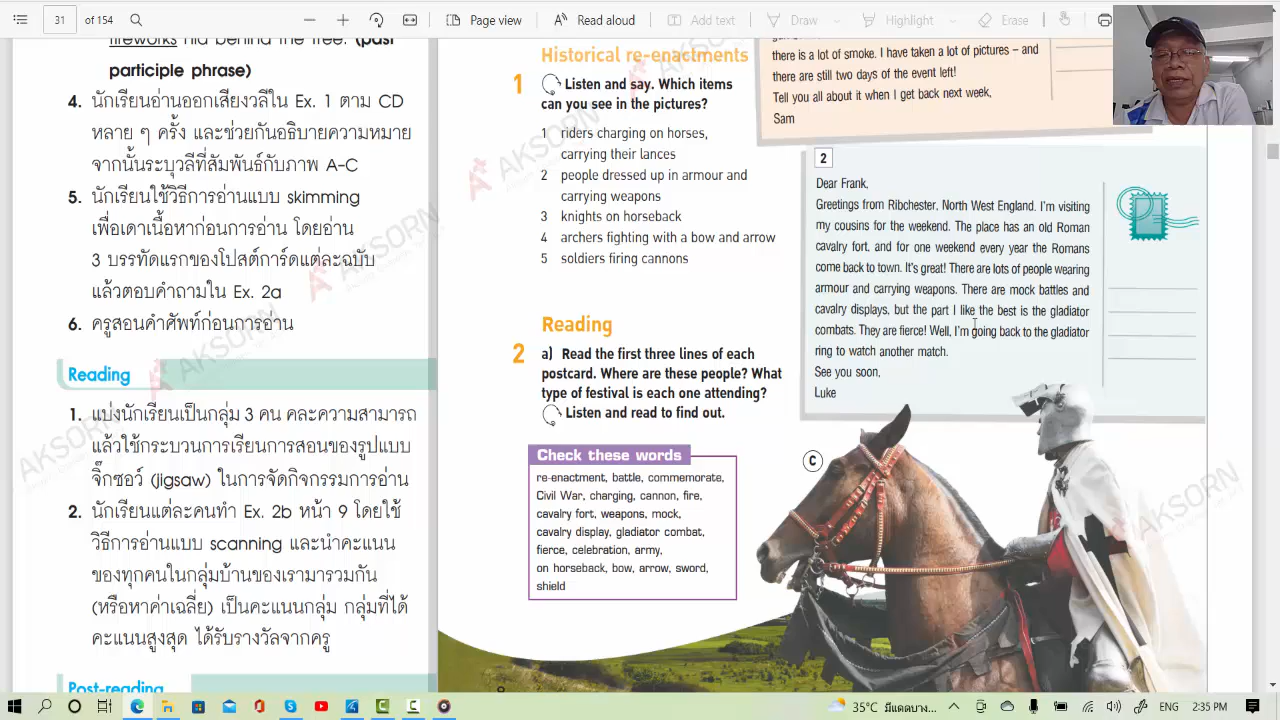 31
of 154
Page view
Read aloud
Add text
Draw
Highlight
Erase
participle phrase)
4. นักเรียนอ่านออกเสียงวลีใน Ex. 1 ตาม CD
หลาย ๆ ครั้ง และช่วยกันอธิบายความหมาย
จากนั้นระบุวลีที่สัมพันธ์กับภาพ A-C
5. นักเรียนใช้วิธีการอ่านแบบ skimming
เพื่อเดาเนื้อหาก่อนการอ่าน โดยอ่าน
3 บรรทัดแรกของโปสต์การ์ดแต่ละฉบับ
แล้วตอบคำถามใน Ex. 2a
6. ครูสอนคำศัพท์ก่อนการอ่าน
Reading
1. แบ่งนักเรียนเป็นกลุ่ม 3 คน คละความสามารถ
แล้วใช้กระบวนการเรียนการสอนของรูปแบบ
จิ๊กซอว์ (Jigsaw) ในการจัดกิจกรรมการอ่าน
2. นักเรียนแต่ละคนทำ Ex. 2b หน้า 9 โดยใช้
วิธีการอ่านแบบ scanning และนำคะแนน
ของทุกคนในกลุ่มบ้านของเรามารวมกัน
(หรือหาค่าเฉลี่ย) เป็นคะแนนกลุ่ม กลุ่มที่ได้
คะแนนสูงสุด ได้รับรางวัลจากครู
Post-reading
Historical re-enactments
1 Listen and say. Which items
can you see in the pictures?
1 riders charging on horses,
carrying their lances
2 people dressed up in armour and
carrying weapons
3 knights on horseback
4 archers fighting with a bow and arrow
5 soldiers firing cannons
Reading
2 a) Read the first three lines of each
postcard. Where are these people? What
type of festival is each one attending?
Listen and read to find out.
Check these words
re-enactment, battle, commemorate,
Civil War, charging, cannon, fire,
cavalry fort, weapons, mock,
cavalry display, gladiator combat,
fierce, celebration, army,
on horseback, bow, arrow, sword,
shield
there is a lot of smoke. I have taken a lot of pictures – and
there are still two days of the event left!
Tell you all about it when I get back next week,
Sam
2
Dear Frank,
Greetings from Ribchester, North West England. I'm visiting
my cousins for the weekend. The place has an old Roman
cavalry fort, and for one weekend every year the Romans
come back to town. It's great! There are lots of people wearing
armour and carrying weapons. There are mock battles and
cavalry displays, but the part I like the best is the gladiator
combats. They are fierce! Well, I'm going back to the gladiator
ring to watch another match.
See you soon,
Luke
C
AKSORN
AKSORN
AKSORN
AKSORN
AKSORN
AKSORN
35°C มีแดดบาง...
ENG
2:35 PM